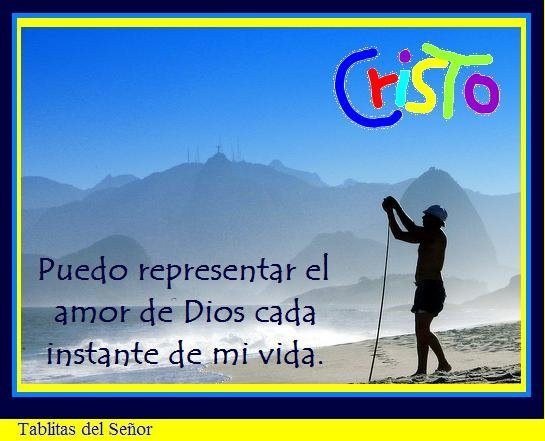 CrisTo
Puedo representar el
amor de Dios cada
instante de mi vida.
Tablitas del Señor